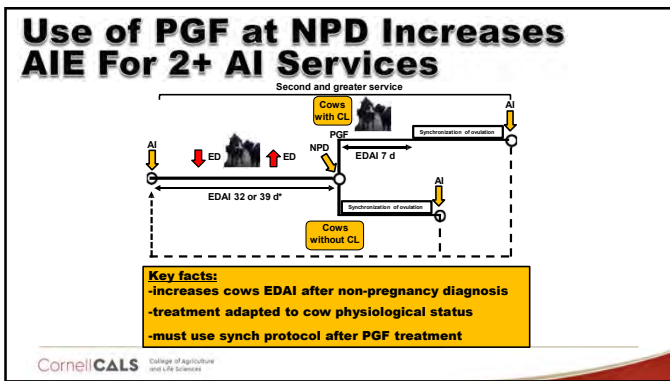 Use of PGF at NPD Increases
AIE For 2+ AI Services
Second and greater service
Cows
with CL
AI
PGF
Synchronization of ovulation
AI
ED
ED
NPD
EDAI 7 d
AI
EDAI 32 or 39 d*
Synchronization of ovulation
Cows
without CL
Key facts:
-increases cows EDAI after non-pregnancy diagnosis
-treatment adapted to cow physiological status
-must use synch protocol after PGF treatment
CornellCALS College of Agriculture
and Life Sciences